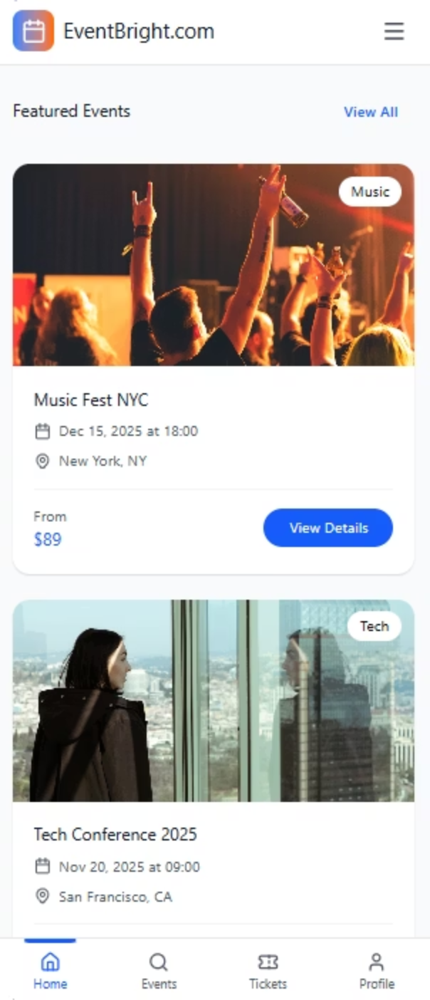 EventBright.com
Featured Events
View All
Music
Music Fest NYC
Dec 15, 2025 at 18:00
New York, NY
From
$89
View Details
Tech
Tech Conference 2025
Nov 20, 2025 at 09:00
San Francisco, CA
Home
Events
Tickets
Profile